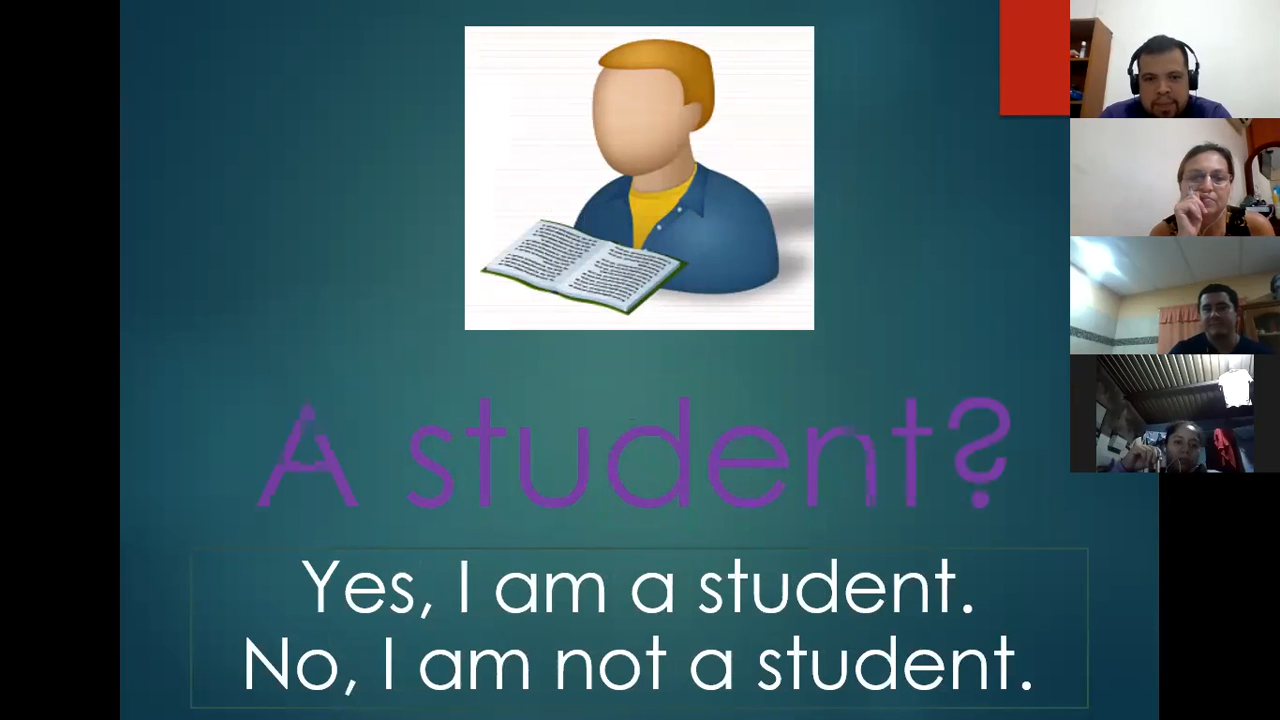 A student?
Yes, I am a student.
No, I am not a student.